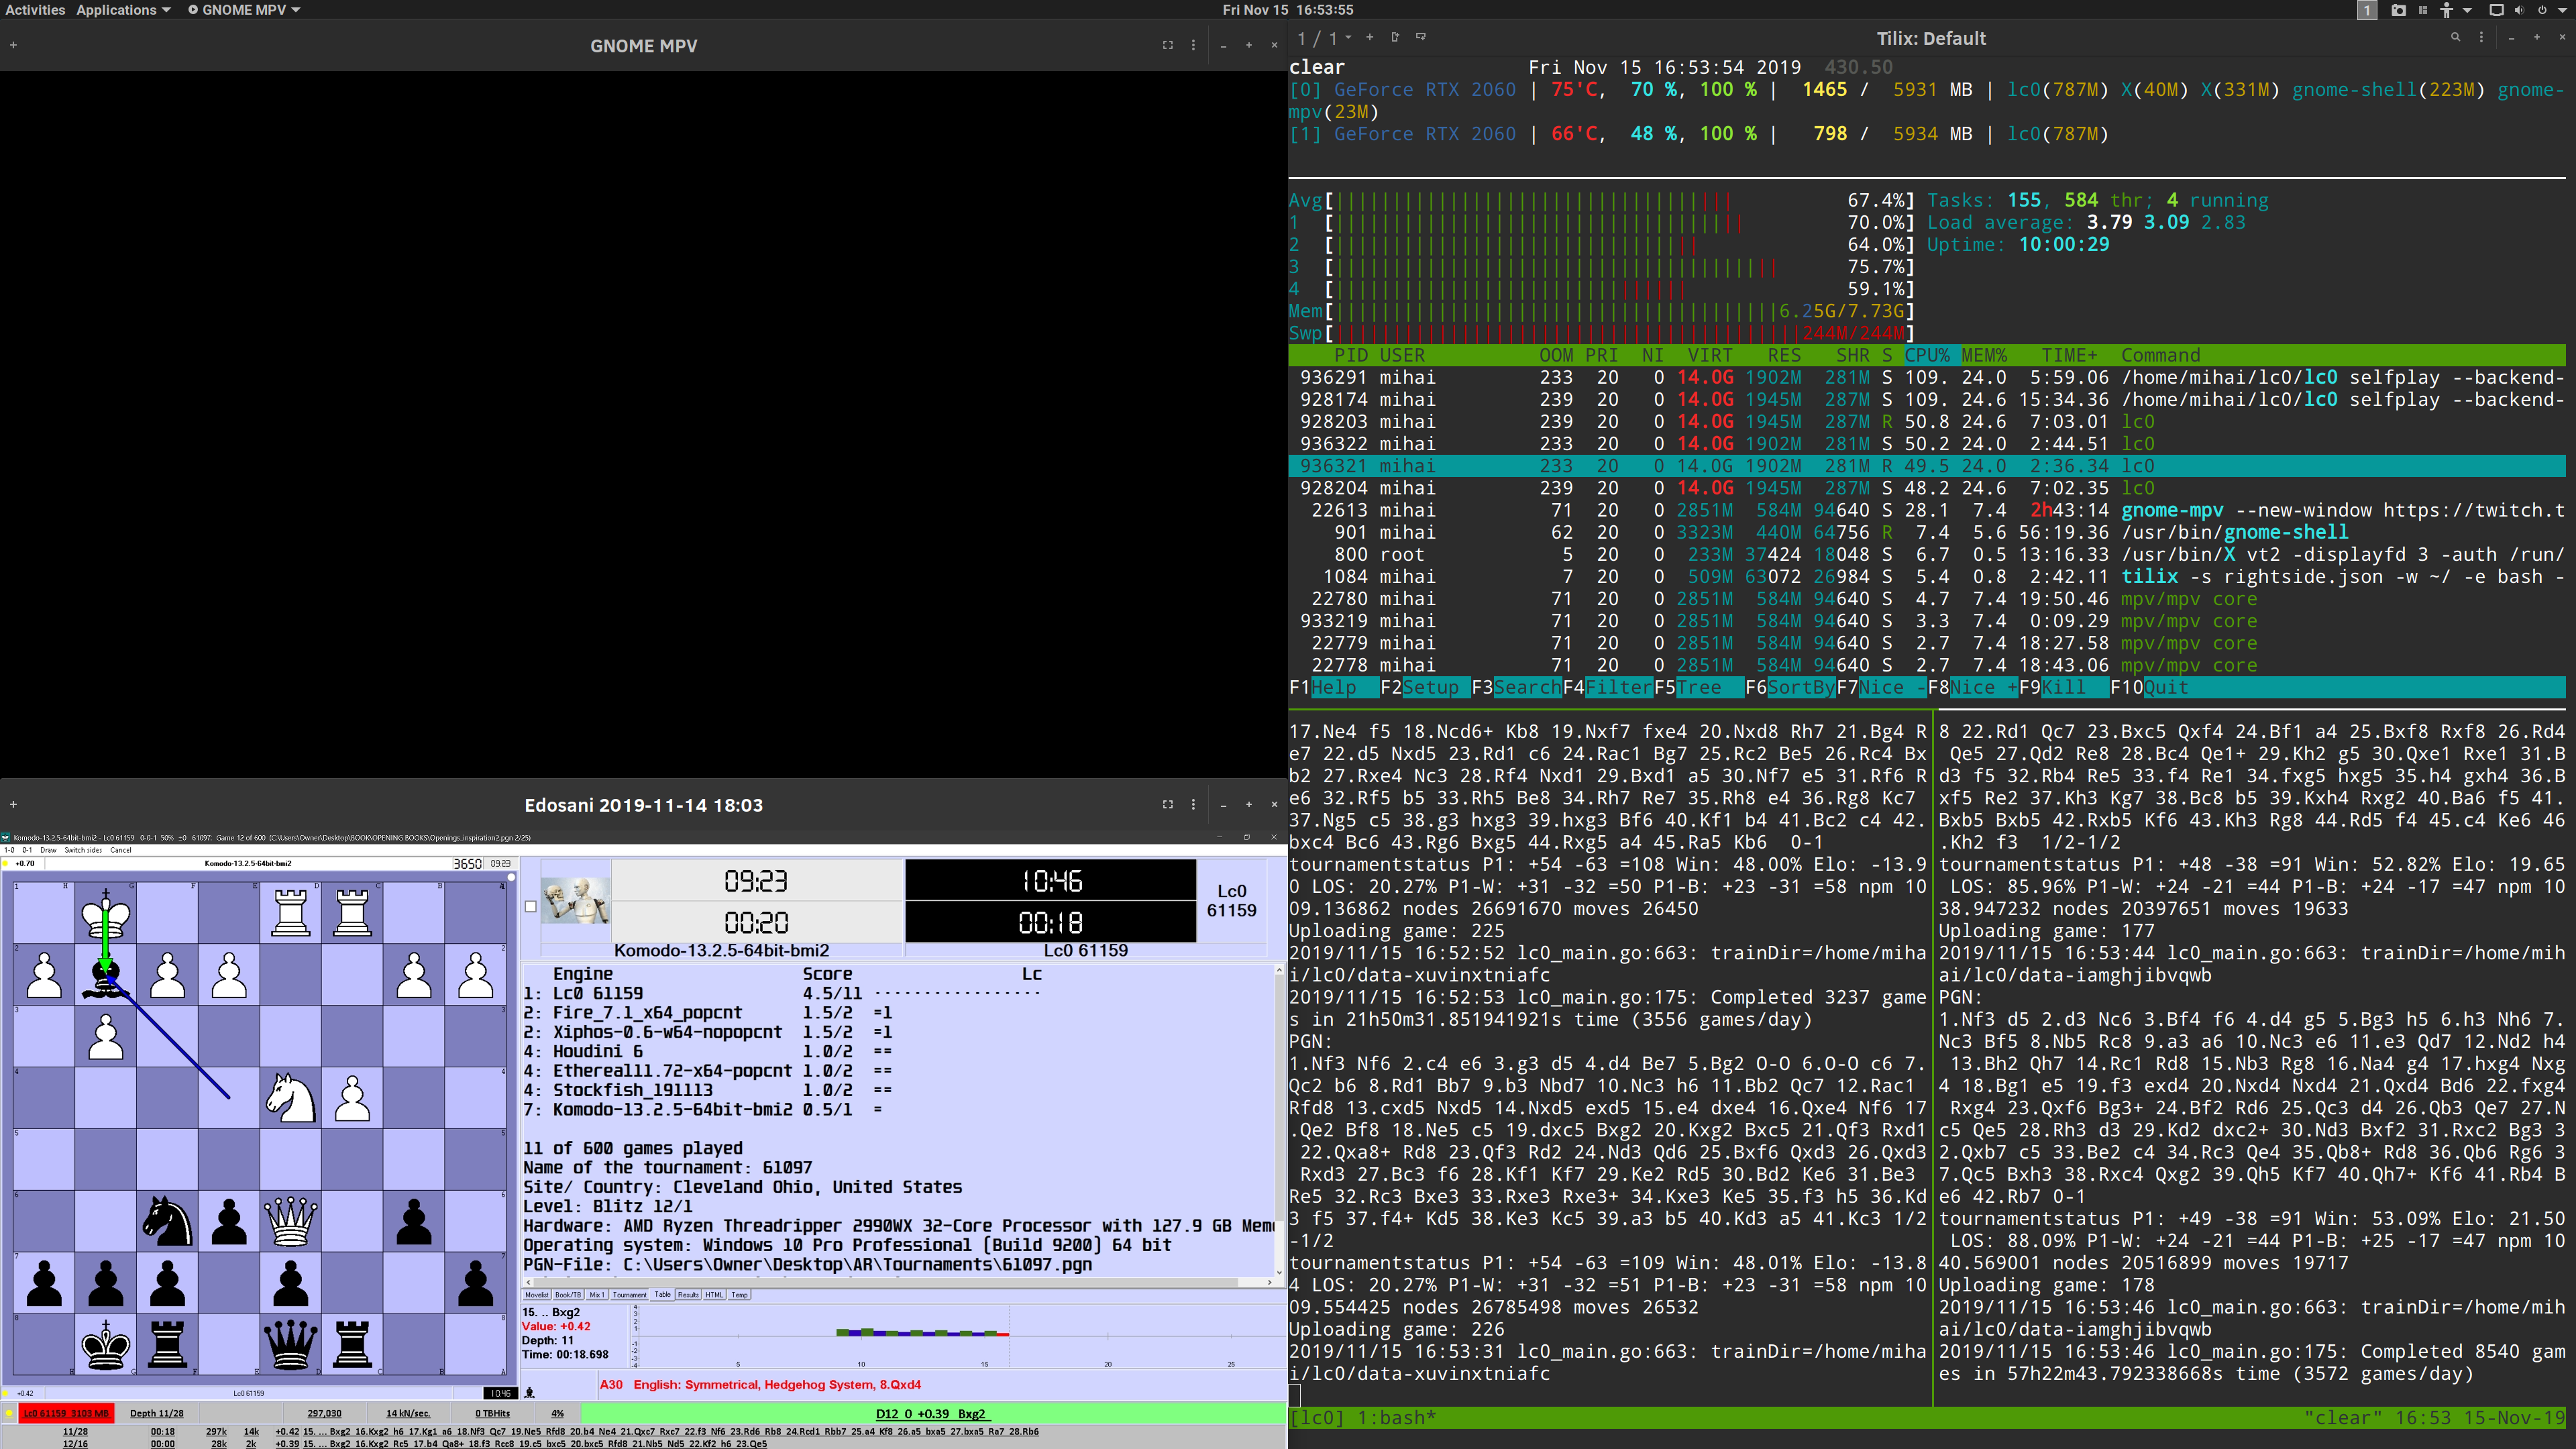 Activities Applications GNOME MPV Fri Nov 15 16:53:55 1
GNOME MPV
1 / 1 Tilix: Default
clear Fri Nov 15 16:53:54 2019 430.50
[0] GeForce RTX 2060 | 75'C, 70 %, 100 % | 1465 / 5931 MB | lc0(787M) X(40M) X(331M) gnome-shell(223M) gnome-
mpv(23M)
[1] GeForce RTX 2060 | 66'C, 48 %, 100 % | 798 / 5934 MB | lc0(787M)
Avg[ 67.4%] Tasks: 155, 584 thr; 4 running
1 [ 70.0%] Load average: 3.79 3.09 2.83
2 [ 64.0%] Uptime: 10:00:29
3 [ 75.7%]
4 [ 59.1%]
Mem[ 6.25G/7.73G]
Swp[ 244M/244M]
PID USER OOM PRI NI VIRT RES SHR S CPU% MEM% TIME+ Command
936291 mihai 233 20 0 14.0G 1902M 281M S 109. 24.0 5:59.06 /home/mihai/lc0/lc0 selfplay --backend-
928174 mihai 239 20 0 14.0G 1945M 287M S 109. 24.6 15:34.36 /home/mihai/lc0/lc0 selfplay --backend-
928203 mihai 239 20 0 14.0G 1945M 287M R 50.8 24.6 7:03.01 lc0
936322 mihai 233 20 0 14.0G 1902M 281M S 50.2 24.0 2:44.51 lc0
936321 mihai 233 20 0 14.0G 1902M 281M R 49.5 24.0 2:36.34 lc0
928204 mihai 239 20 0 14.0G 1945M 287M S 48.2 24.6 7:02.35 lc0
22613 mihai 71 20 0 2851M 584M 94640 S 28.1 7.4 2h43:14 gnome-mpv --new-window https://twitch.t
901 mihai 62 20 0 3323M 440M 64756 R 7.4 5.6 56:19.36 /usr/bin/gnome-shell
800 root 5 20 0 233M 37424 18048 S 6.7 0.5 13:16.33 /usr/bin/X vt2 -displayfd 3 -auth /run/
1084 mihai 7 20 0 509M 63072 26984 S 5.4 0.8 2:42.11 tilix -s rightside.json -w ~/ -e bash -
22780 mihai 71 20 0 2851M 584M 94640 S 4.7 7.4 19:50.46 mpv/mpv core
933219 mihai 71 20 0 2851M 584M 94640 S 3.3 7.4 0:09.29 mpv/mpv core
22779 mihai 71 20 0 2851M 584M 94640 S 2.7 7.4 18:27.58 mpv/mpv core
22778 mihai 71 20 0 2851M 584M 94640 S 2.7 7.4 18:43.06 mpv/mpv core
F1Help F2Setup F3SearchF4FilterF5Tree F6SortByF7Nice -F8Nice +F9Kill F10Quit
17.Ne4 f5 18.Ncd6+ Kb8 19.Nxf7 fxe4 20.Nxd8 Rh7 21.Bg4 R
e7 22.d5 Nxd5 23.Rd1 c6 24.Rac1 Bg7 25.Rc2 Be5 26.Rc4 Bx
b2 27.Rxe4 Nc3 28.Rf4 Nxd1 29.Bxd1 a5 30.Nf7 e5 31.Rf6 R
e6 32.Rf5 b5 33.Rh5 Be8 34.Rh7 Re7 35.Rh8 e4 36.Rg8 Kc7
37.Ng5 c5 38.g3 hxg3 39.hxg3 Bf6 40.Kf1 b4 41.Bc2 c4 42.
bxc4 Bc6 43.Rg6 Bxg5 44.Rxg5 a4 45.Ra5 Kb6 0-1
tournamentstatus P1: +54 -63 =108 Win: 48.00% Elo: -13.9
0 LOS: 20.27% P1-W: +31 -32 =50 P1-B: +23 -31 =58 npm 10
09.136862 nodes 26691670 moves 26450
Uploading game: 225
2019/11/15 16:52:52 lc0_main.go:663: trainDir=/home/miha
i/lc0/data-xuvinxtniafc
2019/11/15 16:52:53 lc0_main.go:175: Completed 3237 game
s in 21h50m31.851941921s time (3556 games/day)
PGN:
1.Nf3 Nf6 2.c4 e6 3.g3 d5 4.d4 Be7 5.Bg2 O-O 6.O-O c6 7.
Qc2 b6 8.Rd1 Bb7 9.b3 Nbd7 10.Nc3 h6 11.Bb2 Qc7 12.Rac1
Rfd8 13.cxd5 Nxd5 14.Nxd5 exd5 15.e4 dxe4 16.Qxe4 Nf6 17
.Qe2 Bf8 18.Ne5 c5 19.dxc5 Bxg2 20.Kxg2 Bxc5 21.Qf3 Rxd1
22.Qxa8+ Rd8 23.Qf3 Rd2 24.Nd3 Qd6 25.Bxf6 Qxd3 26.Qxd3
Rxd3 27.Bc3 f6 28.Kf1 Kf7 29.Ke2 Rd5 30.Bd2 Ke6 31.Be3
Re5 32.Rc3 Bxe3 33.Rxe3 Rxe3+ 34.Kxe3 Ke5 35.f3 h5 36.Kd
3 f5 37.f4+ Kd5 38.Ke3 Kc5 39.a3 b5 40.Kd3 a5 41.Kc3 1/2
-1/2
tournamentstatus P1: +54 -63 =109 Win: 48.01% Elo: -13.8
4 LOS: 20.27% P1-W: +31 -32 =51 P1-B: +23 -31 =58 npm 10
09.554425 nodes 26785498 moves 26532
Uploading game: 226
2019/11/15 16:53:31 lc0_main.go:663: trainDir=/home/miha
i/lc0/data-xuvinxtniafc
8 22.Rd1 Qc7 23.Bxc5 Qxf4 24.Bf1 a4 25.Bxf8 Rxf8 26.Rd4
Qe5 27.Qd2 Re8 28.Bc4 Qe1+ 29.Kh2 g5 30.Qxe1 Rxe1 31.B
d3 f5 32.Rb4 Re5 33.f4 Re1 34.fxg5 hxg5 35.h4 gxh4 36.B
xf5 Re2 37.Kh3 Kg7 38.Bc8 b5 39.Kxh4 Rxg2 40.Ba6 f5 41.
Bxb5 Bxb5 42.Rxb5 Kf6 43.Kh3 Rg8 44.Rd5 f4 45.c4 Ke6 46
.Kh2 f3 1/2-1/2
tournamentstatus P1: +48 -38 =91 Win: 52.82% Elo: 19.65
LOS: 85.96% P1-W: +24 -21 =44 P1-B: +24 -17 =47 npm 10
38.947232 nodes 20397651 moves 19633
Uploading game: 177
2019/11/15 16:53:44 lc0_main.go:663: trainDir=/home/mih
ai/lc0/data-iamghjibvqwb
PGN:
1.Nf3 d5 2.d3 Nc6 3.Bf4 f6 4.d4 g5 5.Bg3 h5 6.h3 Nh6 7.
Nc3 Bf5 8.Nb5 Rc8 9.a3 a6 10.Nc3 e6 11.e3 Qd7 12.Nd2 h4
13.Bh2 Qh7 14.Rc1 Rd8 15.Nb3 Rg8 16.Na4 g4 17.hxg4 Nxg
4 18.Bg1 e5 19.f3 exd4 20.Nxd4 Nxd4 21.Qxd4 Bd6 22.fxg4
Rxg4 23.Qxf6 Bg3+ 24.Bf2 Rd6 25.Qc3 d4 26.Qb3 Qe7 27.N
c5 Qe5 28.Rh3 d3 29.Kd2 dxc2+ 30.Nd3 Bxf2 31.Rxc2 Bg3 3
2.Qxb7 c5 33.Be2 c4 34.Rc3 Qe4 35.Qb8+ Rd8 36.Qb6 Rg6 3
7.Qc5 Bxh3 38.Rxc4 Qxg2 39.Qh5 Kf7 40.Qh7+ Kf6 41.Rb4 B
e6 42.Rb7 0-1
tournamentstatus P1: +49 -38 =91 Win: 53.09% Elo: 21.50
LOS: 88.09% P1-W: +24 -21 =44 P1-B: +25 -17 =47 npm 10
40.569001 nodes 20516899 moves 19717
Uploading game: 178
2019/11/15 16:53:46 lc0_main.go:663: trainDir=/home/mih
ai/lc0/data-iamghjibvqwb
2019/11/15 16:53:46 lc0_main.go:175: Completed 8540 gam
es in 57h22m43.792338668s time (3572 games/day)
[lc0] 1:bash* "clear" 16:53 15-Nov-19
Edosani 2019-11-14 18:03
Komodo-13.2.5-64bit-bmi2 - Lc0 61159 0-0-1 50% ±0 61097: Game 12 of 600 (C:\Users\Owner\Desktop\BOOK\OPENING BOOKS\Openings_inspiration2.pgn 2/25)
1-0 0-1 Draw Switch sides Cancel
+0.70 Komodo-13.2.5-64bit-bmi2 3650 09:23
1 H G F E D C B A
2
3
4
5
6
7
8 H G F E D C B A
+0.42 Lc0 61159 10:46
09:23 10:46 Lc0
00:20 00:18 61159
Komodo-13.2.5-64bit-bmi2 Lc0 61159
Engine Score Lc
1: Lc0 61159 4.5/11 ·················
2: Fire_7.1_x64_popcnt 1.5/2 =1
2: Xiphos-0.6-w64-nopopcnt 1.5/2 =1
4: Houdini 6 1.0/2 ==
4: Ethereal11.72-x64-popcnt 1.0/2 ==
4: Stockfish_191113 1.0/2 ==
7: Komodo-13.2.5-64bit-bmi2 0.5/1 =
11 of 600 games played
Name of the tournament: 61097
Site/ Country: Cleveland Ohio, United States
Level: Blitz 12/1
Hardware: AMD Ryzen Threadripper 2990WX 32-Core Processor with 127.9 GB Mem
Operating system: Windows 10 Pro Professional (Build 9200) 64 bit
PGN-File: C:\Users\Owner\Desktop\AR\Tournaments\61097.pgn
Movelist Book/TB Mix 1 Tournament Table Results HTML Temp
15. .. Bxg2
Value: +0.42
Depth: 11
Time: 00:18.698
4 3 2 1 -1 -2 -3 -4
5 10 15 20 25
A30 English: Symmetrical, Hedgehog System, 8.Qxd4
Lc0 61159 3103 MB Depth 11/28 297,030 14 kN/sec. 0 TBHits 4% D12 0 +0.39 Bxg2
11/28 00:18 297k 14k +0.42 15. ... Bxg2 16.Kxg2 h6 17.Kg1 a6 18.Nf3 Qc7 19.Ne5 Rfd8 20.b4 Ne4 21.Qxc7 Rxc7 22.f3 Nf6 23.Rd6 Rb8 24.Rcd1 Rbb7 25.a4 Kf8 26.a5 bxa5 27.bxa5 Ra7 28.Rb6
12/16 00:00 28k 2k +0.39 15. ... Bxg2 16.Kxg2 Rc5 17.b4 Qa8+ 18.f3 Rcc8 19.c5 bxc5 20.bxc5 Rfd8 21.Nb5 Nd5 22.Kf2 h6 23.Qe5